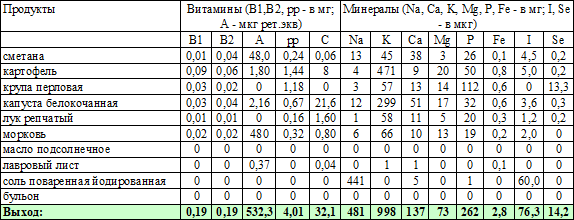 Продукты Витамины (B1,B2, рр - в мг; Минералы (Na, Ca, K, Mg, P, Fe - в мг; I, Se
A - мкг рет.экв) - мкг)
B1 B2 A рр C Na K Ca Mg P Fe I Se
сметана 0,01 0,04 48,0 0,24 0,06 13 45 38 3 26 0,1 4,5 0,2
картофель 0,09 0,06 1,80 1,44 8 4 471 9 20 50 0,8 5,0 0,2
крупа перловая 0,03 0,02 0 1,18 0 3 57 13 14 112 0,6 0 13,3
капуста белокочанная 0,03 0,04 2,16 0,67 21,6 12 299 51 17 32 0,6 3,6 0,3
лук репчатый 0,01 0,01 0 0,16 1,60 1 58 11 5 20 0,3 1,2 0,2
морковь 0,02 0,02 480 0,32 0,80 6 66 10 13 19 0,2 2,0 0
масло подсолнечное 0 0 0 0 0 0 0 0 0 0 0 0 0
лавровый лист 0 0 0,37 0 0,04 0 1 1 0 0 0,1 0 0
соль поваренная йодированная 0 0 0 0 0 441 0 5 0 1 0 60,0 0
бульон 0 0 0 0 0 0 0 0 0 0 0 0 0
Выход: 0,19 0,19 532,3 4,01 32,1 481 998 137 73 262 2,8 76,3 14,2